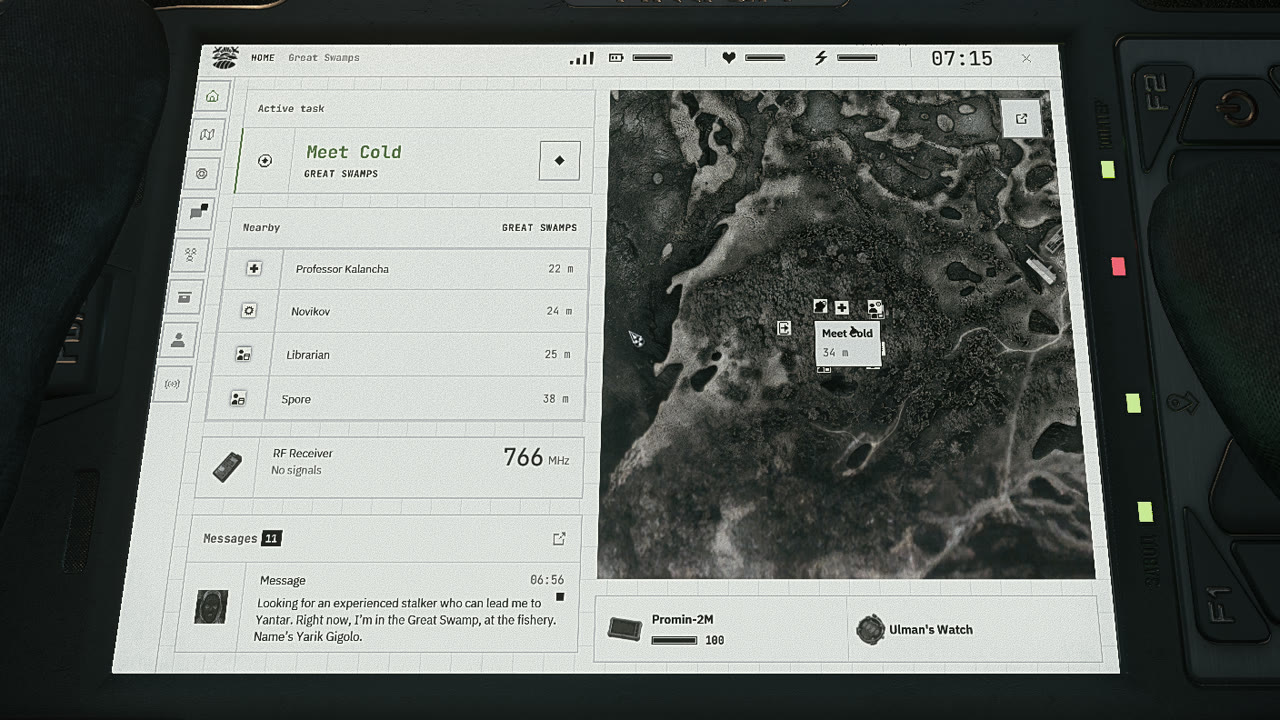 HOME Great Swamps
07:15
Active task
Meet Cold
GREAT SWAMPS
Nearby GREAT SWAMPS
Professor Kalancha 22 m
Novikov 24 m
Librarian 25 m
Spore 38 m
RF Receiver
No signals
766 MHz
Messages 11
Message 06:56
Looking for an experienced stalker who can lead me to
Yantar. Right now, I'm in the Great Swamp, at the fishery.
Name's Yarik Gigolo.
Meet Cold
34 m
Promin-2M
100
Ulman's Watch
F2
F1